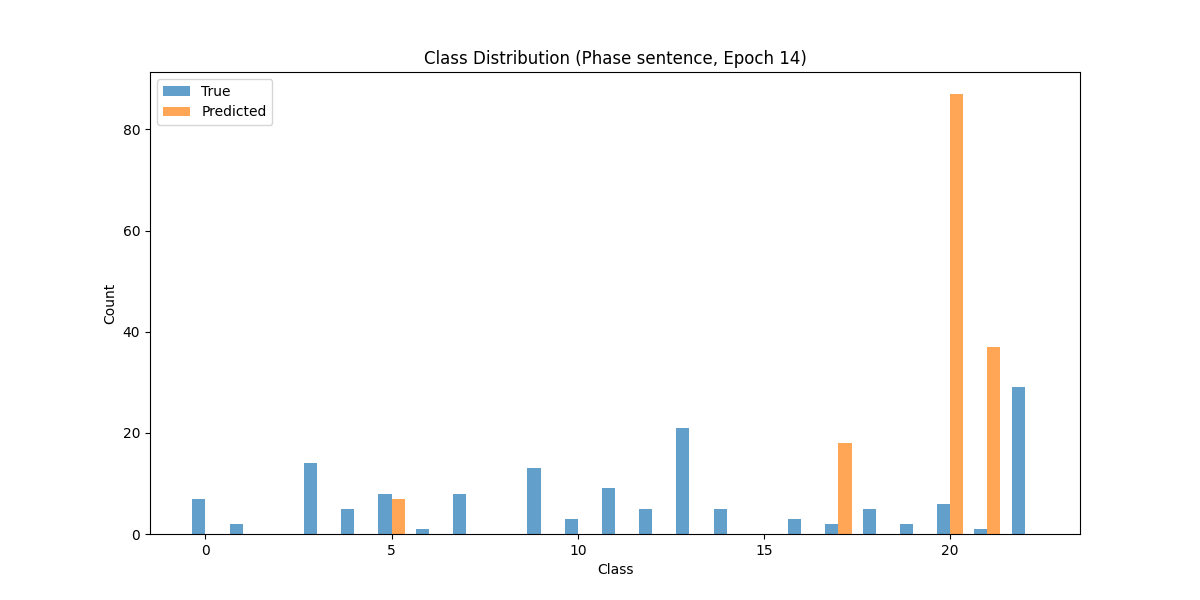 Class Distribution (Phase sentence, Epoch 14)
True
Predicted
80
60
40
20
0
Count
0 5 10 15 20
Class